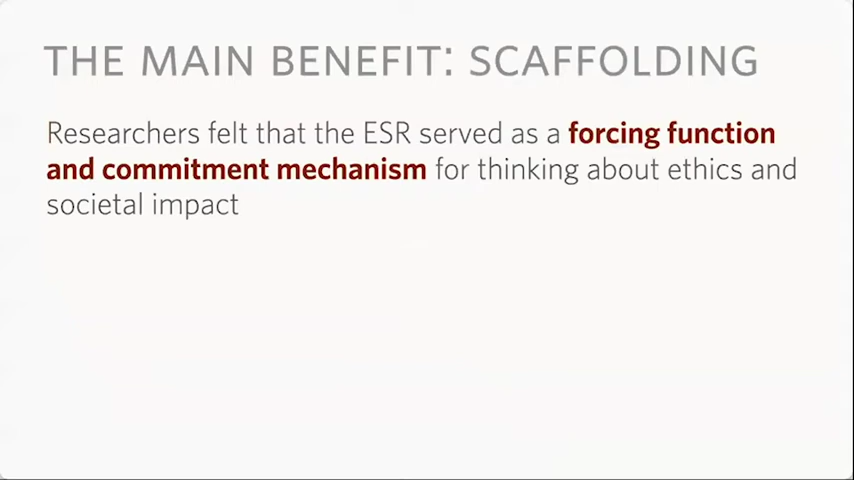 THE MAIN BENEFIT: SCAFFOLDING
Researchers felt that the ESR served as a forcing function
and commitment mechanism for thinking about ethics and
societal impact